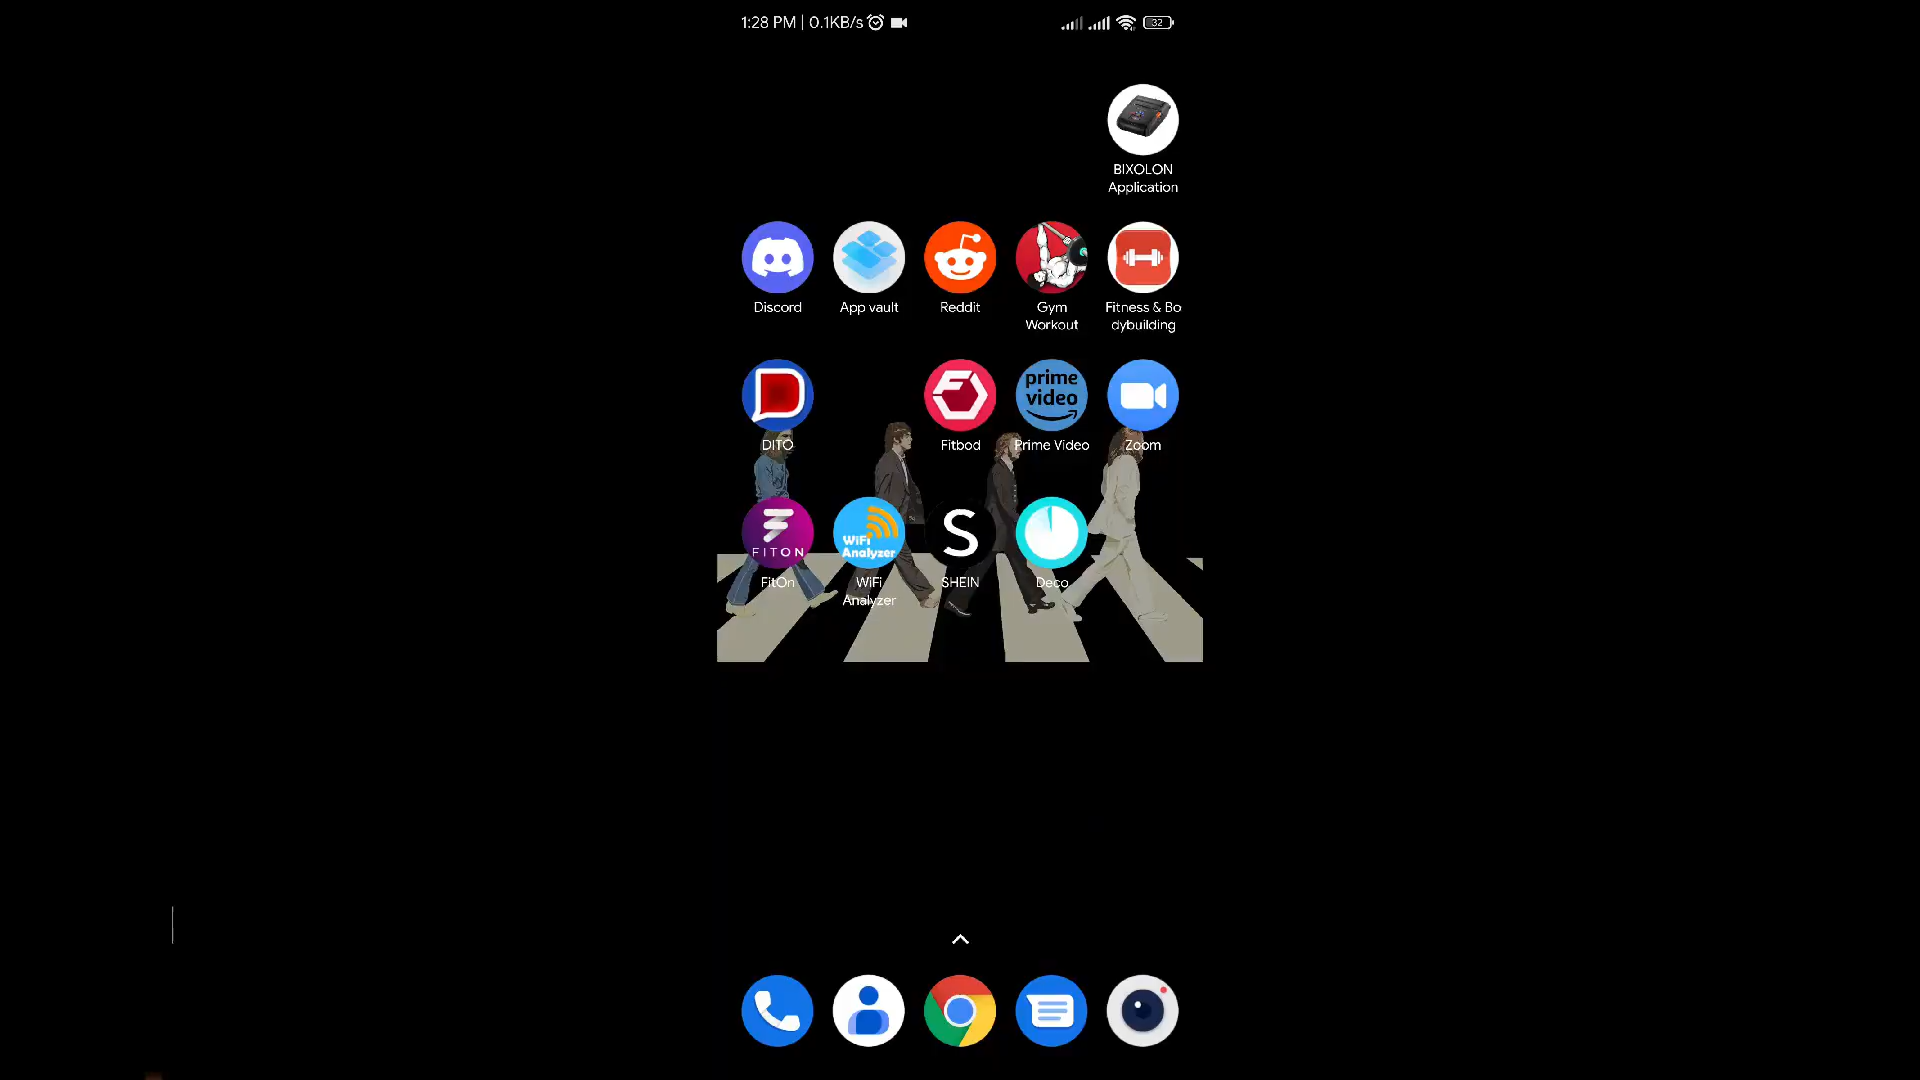 1:28 PM | 0.1KB/s
32
BIXOLON
Application
Discord
App vault
Reddit
Gym
Workout
Fitness & Bo
dybuilding
prime
video
DITO
Fitbod
Prime Video
Zoom
FITON
WiFi
Analyzer
S
FitOn
WiFi
Analyzer
SHEIN
Deco